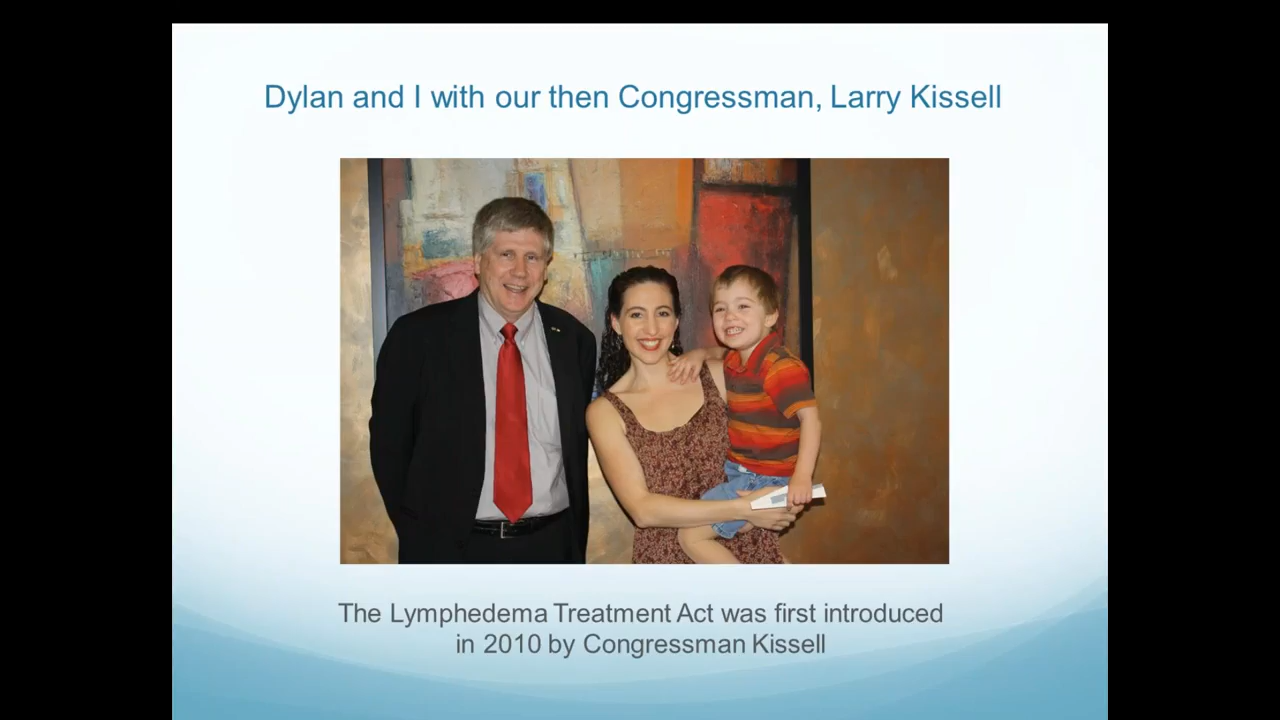 Dylan and I with our then Congressman, Larry Kissell
The Lymphedema Treatment Act was first introduced
in 2010 by Congressman Kissell